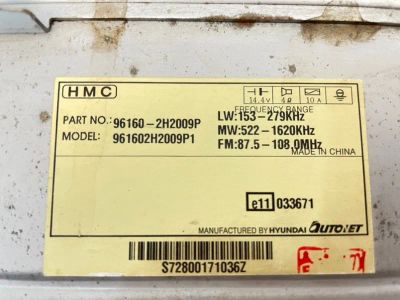 HMC
14.4v 4Ω 10A
FREQUENCY RANGE
PART NO.: 96160-2H2009P
LW:153-279KHz
MODEL: 961602H2009P1
MW:522-1620KHz
FM:87.5-108.0MHz
MADE IN CHINA
e11 033671
MANUFACTURED BY HYUNDAI AUTONET
S72800171036Z